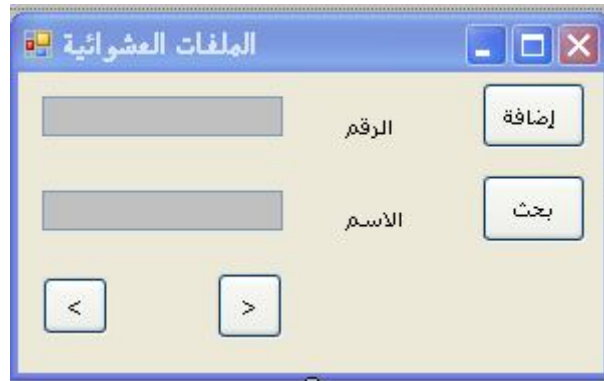 الملفات العشوائية
إضافة
الرقم
بحث
الاسم
< >